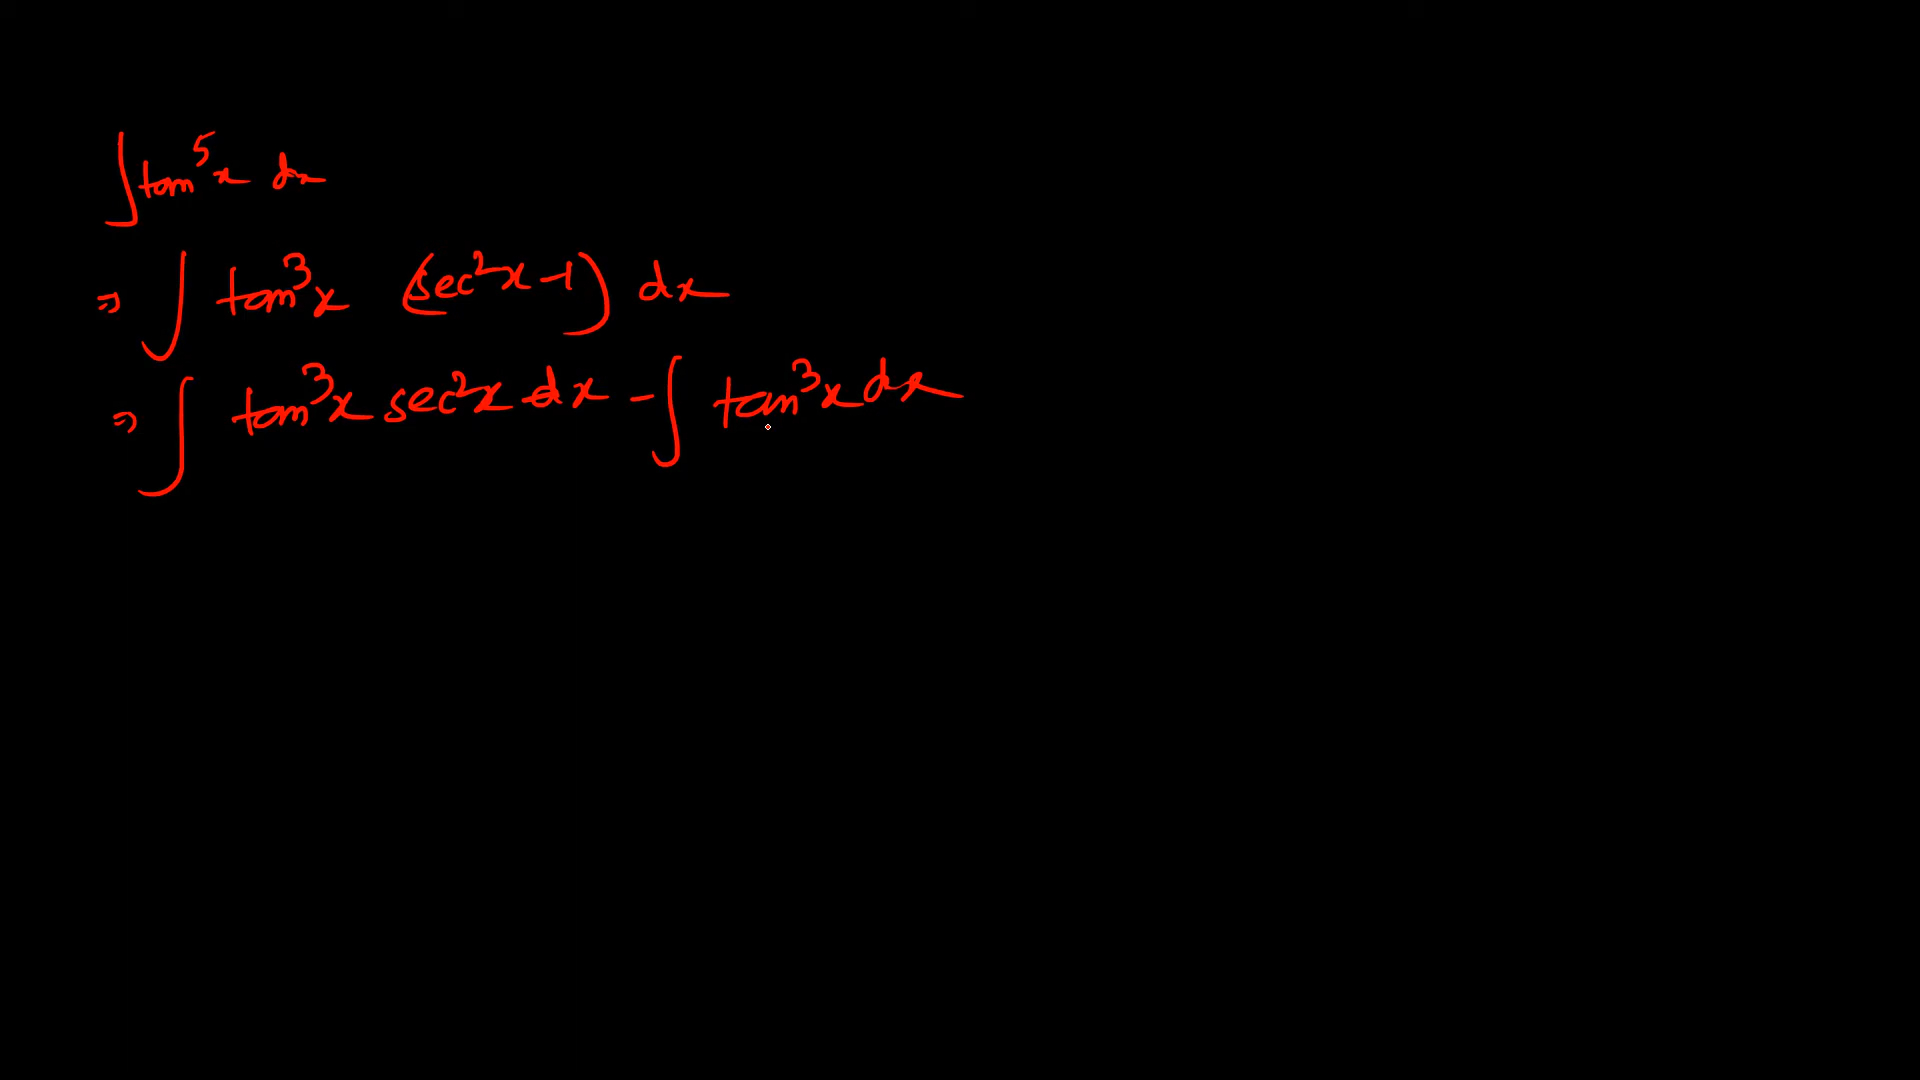 ∫tan⁵x dx
⇒ ∫ tan³x (sec²x -1) dx
⇒ ∫ tan³x sec²x dx - ∫ tan³x dx